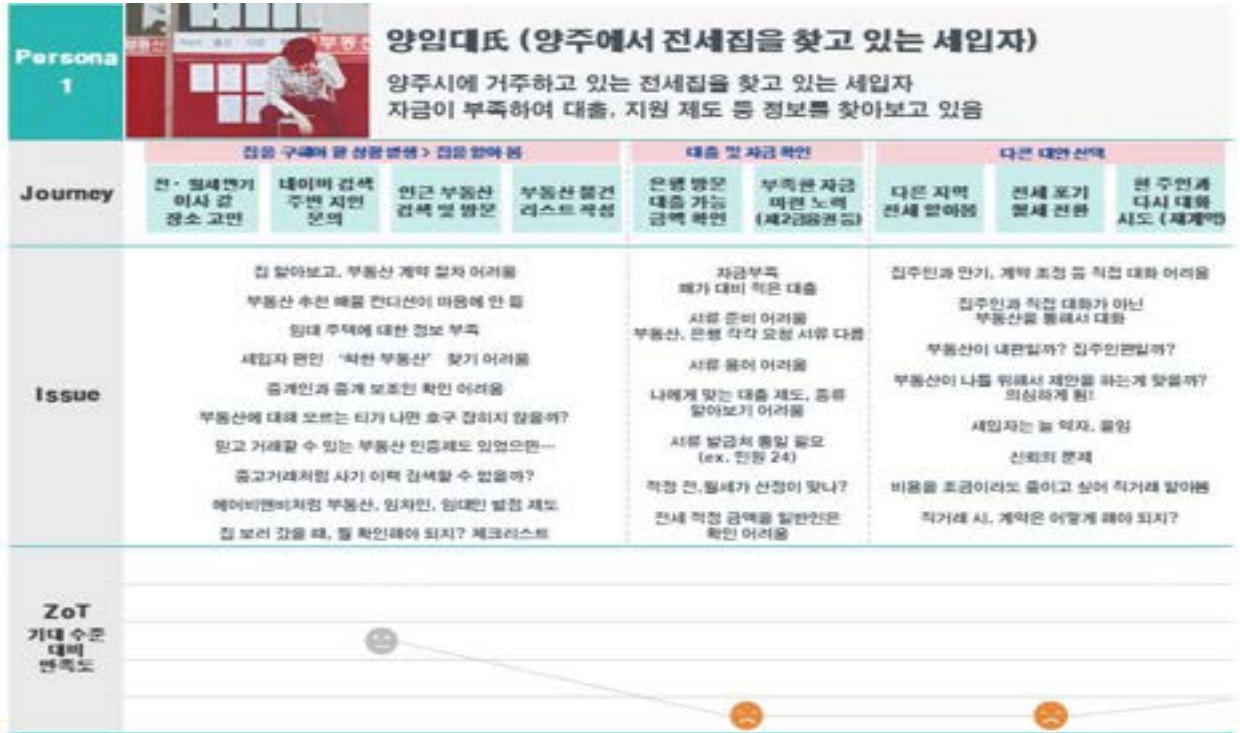 Persona
1
부동산
양임대氏 (양주에서 전세집을 찾고 있는 세입자)
양주시에 거주하고 있는 전세집을 찾고 있는 세입자
자금이 부족하여 대출, 지원 제도 등 정보를 찾아보고 있음
Journey
집을 구해야 할 상황 발생 > 집을 알아 봄
전· 월세만기
이사 갈
장소 고민
네이버 검색
주변 지인
문의
인근 부동산
검색 및 방문
부동산 물건
리스트 작성
대출 및 자금 확인
은행 방문
대출 가능
금액 확인
부족한 자금
마련 노력
(제2금융권 등)
다른 대안 선택
다른 지역
전세 알아봄
전세 포기
월세 전환
현 주인과
다시 대화
시도 (재계약)
Issue
집 알아보고, 부동산 계약 절차 어려움
부동산 추천 매물 컨디션이 마음에 안 듦
임대 주택에 대한 정보 부족
세입자 편인 ‘착한 부동산’ 찾기 어려움
중개인과 중개 보조인 확인 어려움
부동산에 대해 모르는 티가 나면 호구 잡히지 않을까?
믿고 거래할 수 있는 부동산 인증제도 있었으면…
중고거래처럼 사기 이력 검색할 수 없을까?
에어비앤비처럼 부동산, 임차인, 임대인 벌점 제도
집 보러 갔을 때, 뭘 확인해야 되지? 체크리스트
자금부족
매가 대비 적은 대출
서류 준비 어려움
부동산, 은행 각각 요청 서류 다름
서류 용어 어려움
나에게 맞는 대출 제도, 종류
알아보기 어려움
서류 발급처 통일 필요
(ex. 민원 24)
적정 전,월세가 산정이 맞나?
전세 적정 금액을 일반인은
확인 어려움
집주인과 만기, 계약 조정 등 직접 대화 어려움
집주인과 직접 대화가 아닌
부동산을 통해서 대화
부동산이 내편일까? 집주인편일까?
부동산이 나를 위해서 제안을 하는게 맞을까?
의심하게 됨!
세입자는 늘 약자, 을임
신뢰의 문제
비용을 조금이라도 줄이고 싶어 직거래 알아봄
직거래 시, 계약은 어떻게 해야 되지?
ZoT
기대 수준
대비
만족도